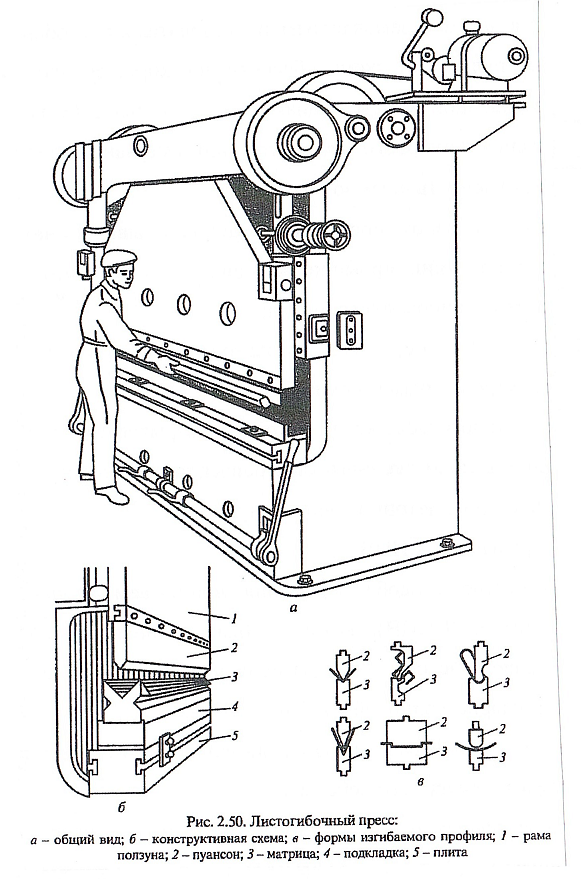 а
1
2
3
4
5
б
2
3
2
3
2
3
2
3
2
3
2
3
в
Рис. 2.50. Листогибочный пресс:
а – общий вид; б – конструктивная схема; в – формы изгибаемого профиля; 1 – рама
ползуна; 2 – пуансон; 3 – матрица; 4 – подкладка; 5 – плита